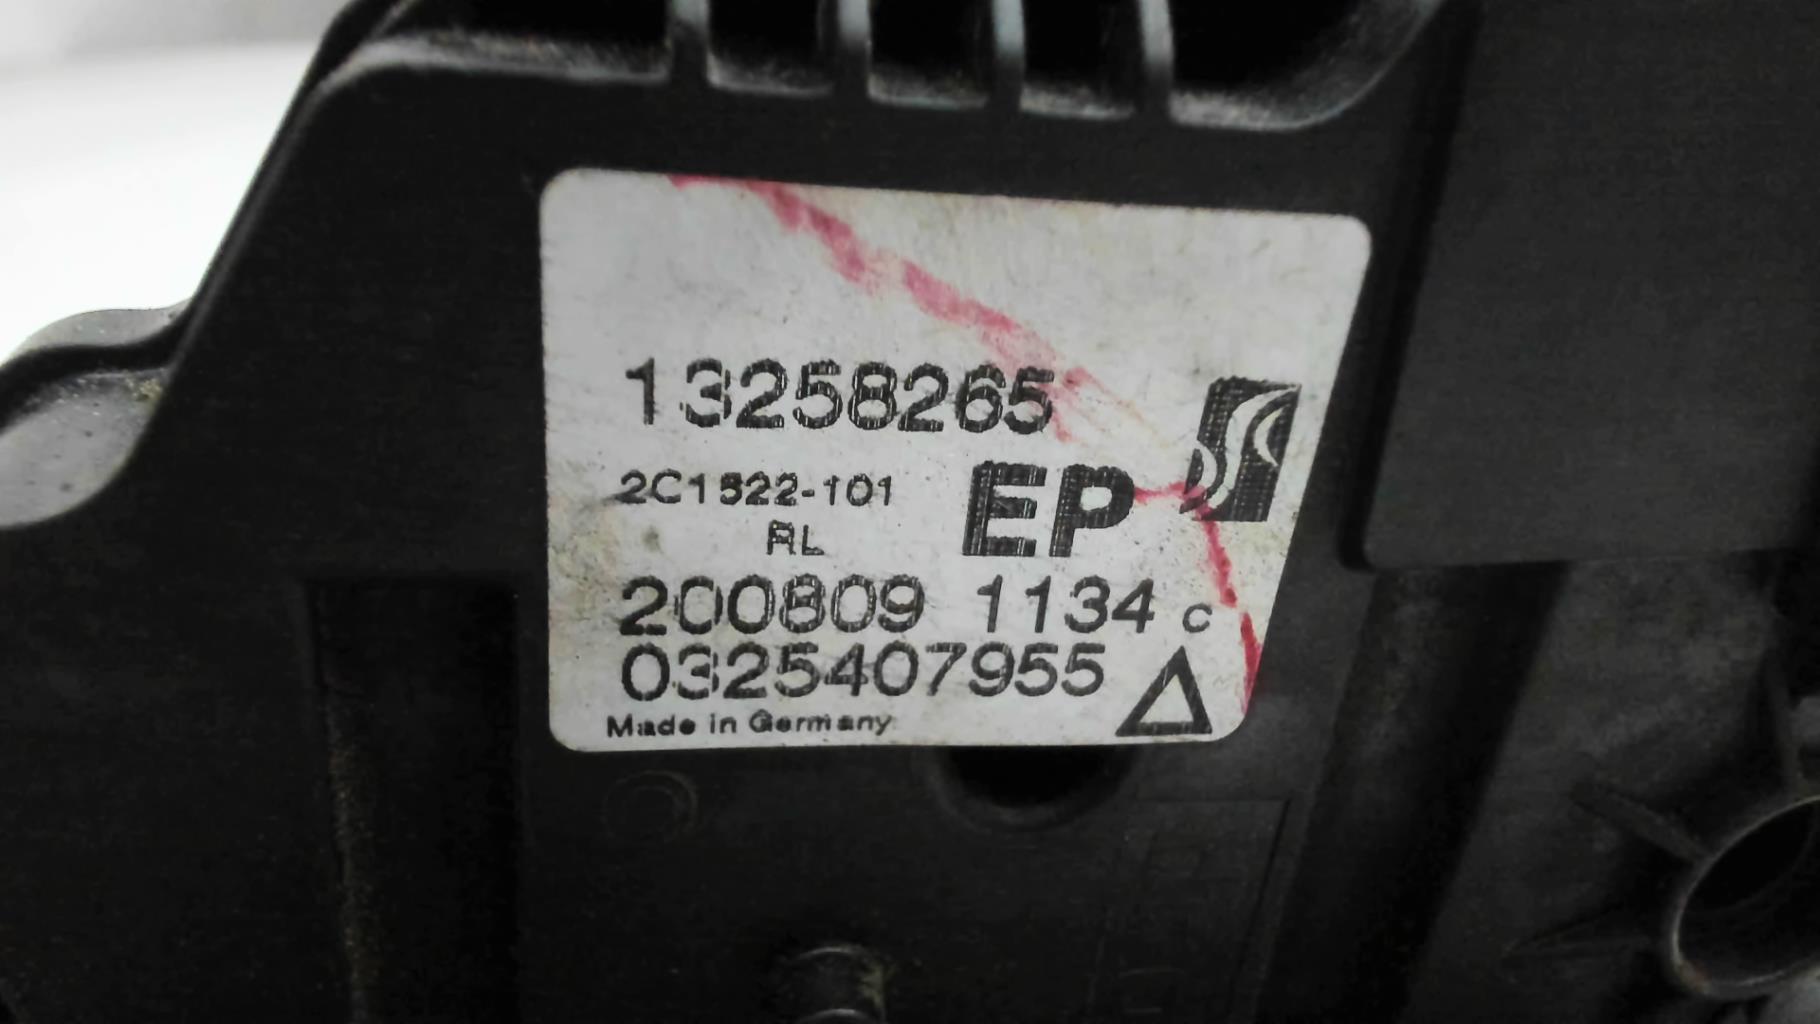 13258265
2C1522-101
EP
RL
200809 1134 C
0325407955
Made in Germany